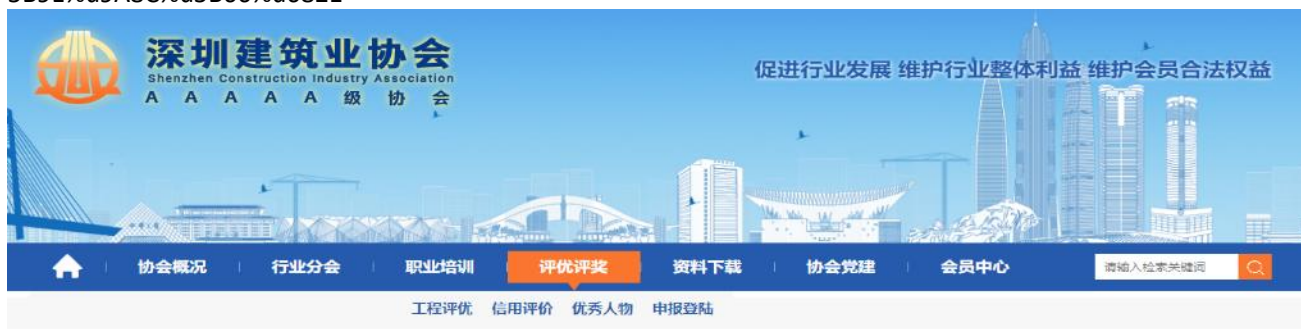 深圳建筑业协会
Shenzhen Construction Industry Association
AAAAA级协会
促进行业发展 维护行业整体利益 维护会员合法权益
协会概况 行业分会 职业培训 评优评奖 资料下载 协会党建 会员中心 请输入检索关键词
工程评优 信用评价 优秀人物 申报登陆